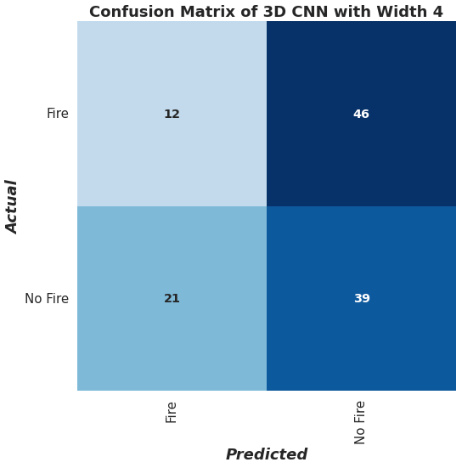 Confusion Matrix of 3D CNN with Width 4
Actual
Fire
12
46
No Fire
21
39
Fire
No Fire
Predicted